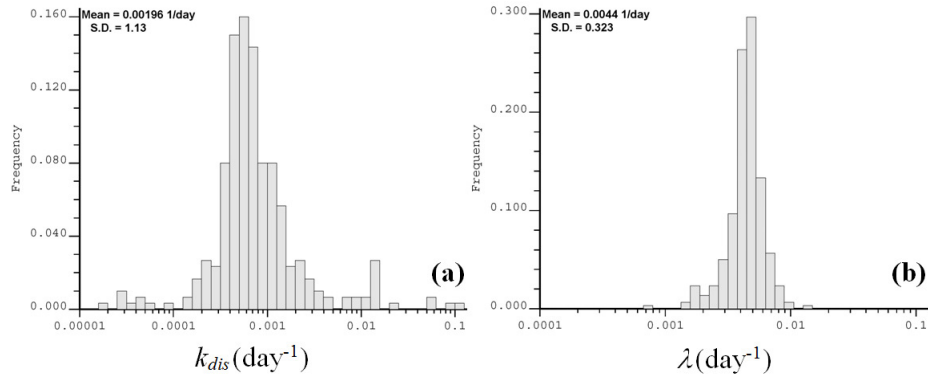 Mean = 0.00196 1/day
S.D. = 1.13
0.160
0.120
0.080
0.040
0.000
Frequency
0.00001 0.0001 0.001 0.01 0.1
(a)
k_dis (day⁻¹)
Mean = 0.0044 1/day
S.D. = 0.323
0.300
0.200
0.100
0.000
Frequency
0.0001 0.001 0.01 0.1
(b)
λ (day⁻¹)